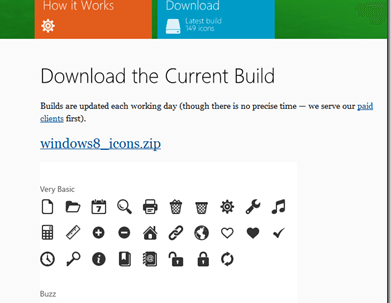 How it Works
Download
Latest build
149 icons
Download the Current Build
Builds are updated each working day (though there is no precise time — we serve our paid
clients first).
windows8_icons.zip
Very Basic
7
Buzz